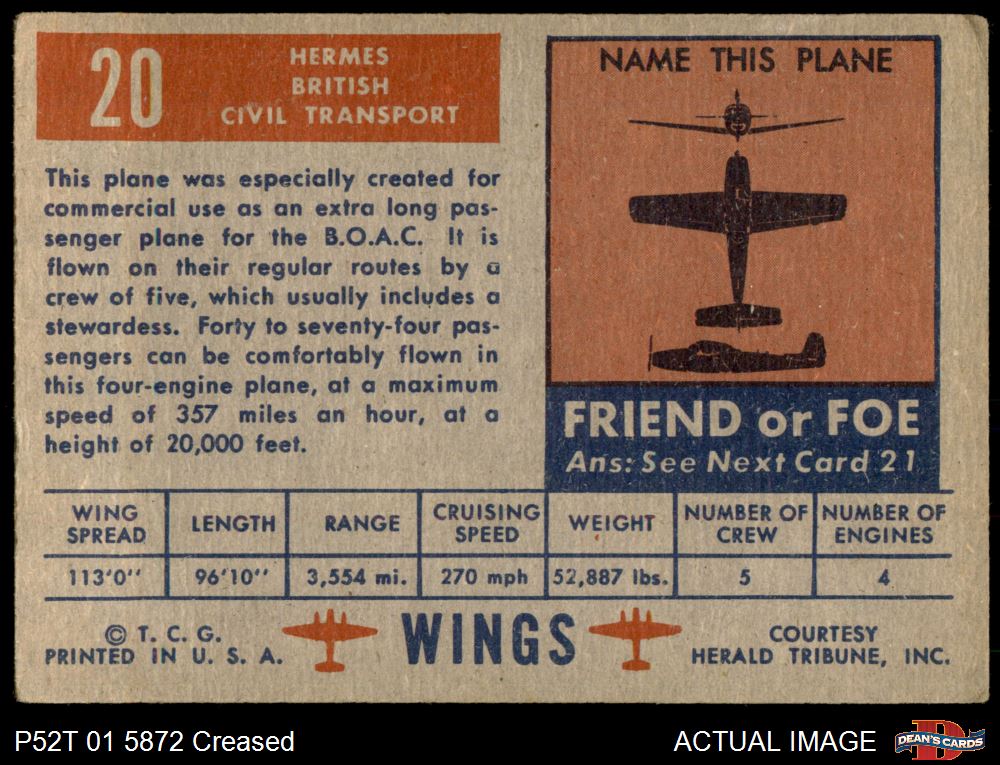 20
HERMES
BRITISH
CIVIL TRANSPORT
This plane was especially created for
commercial use as an extra long pas-
senger plane for the B.O.A.C. It is
flown on their regular routes by a
crew of five, which usually includes a
stewardess. Forty to seventy-four pas-
sengers can be comfortably flown in
this four-engine plane, at a maximum
speed of 357 miles an hour, at a
height of 20,000 feet.
NAME THIS PLANE
FRIEND or FOE
Ans: See Next Card 21
WING SPREAD LENGTH RANGE CRUISING SPEED WEIGHT NUMBER OF CREW NUMBER OF ENGINES
113'0'' 96'10'' 3,554 mi. 270 mph 52,887 lbs. 5 4
© T. C. G.
PRINTED IN U. S. A.
WINGS
COURTESY
HERALD TRIBUNE, INC.
P52T 01 5872 Creased
ACTUAL IMAGE
D
DEAN'S CARDS